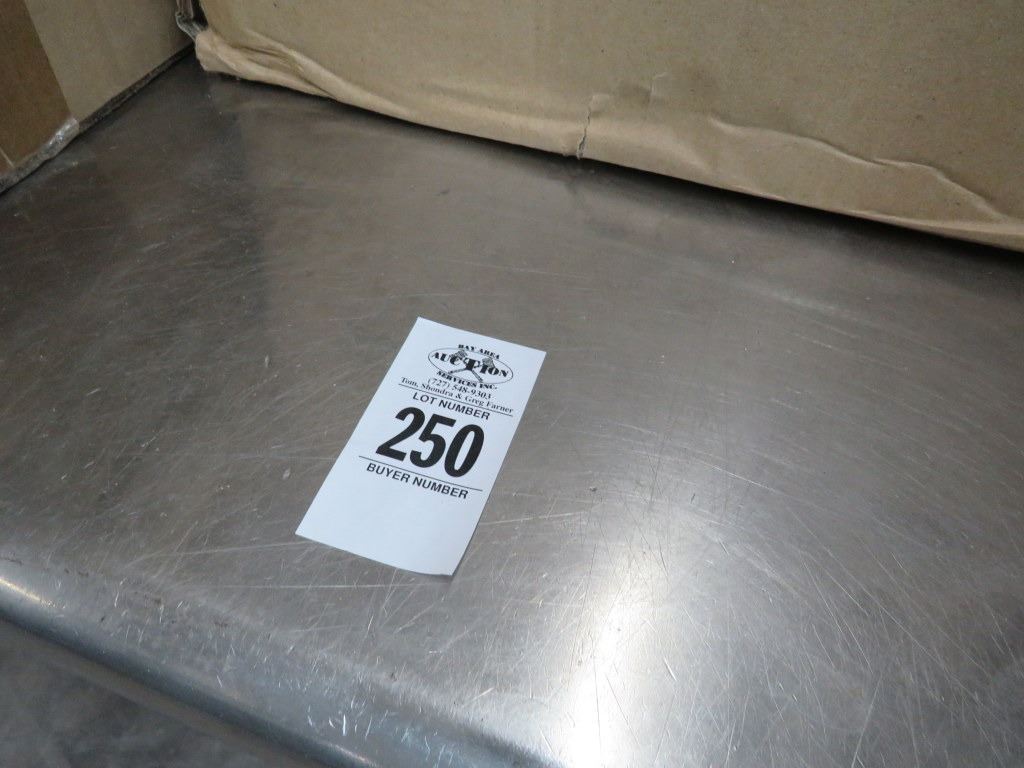 BAY AREA
AUCTION
SERVICES INC.
(727) 548-9303
Tom, Shondra & Greg Farner
LOT NUMBER
250
BUYER NUMBER